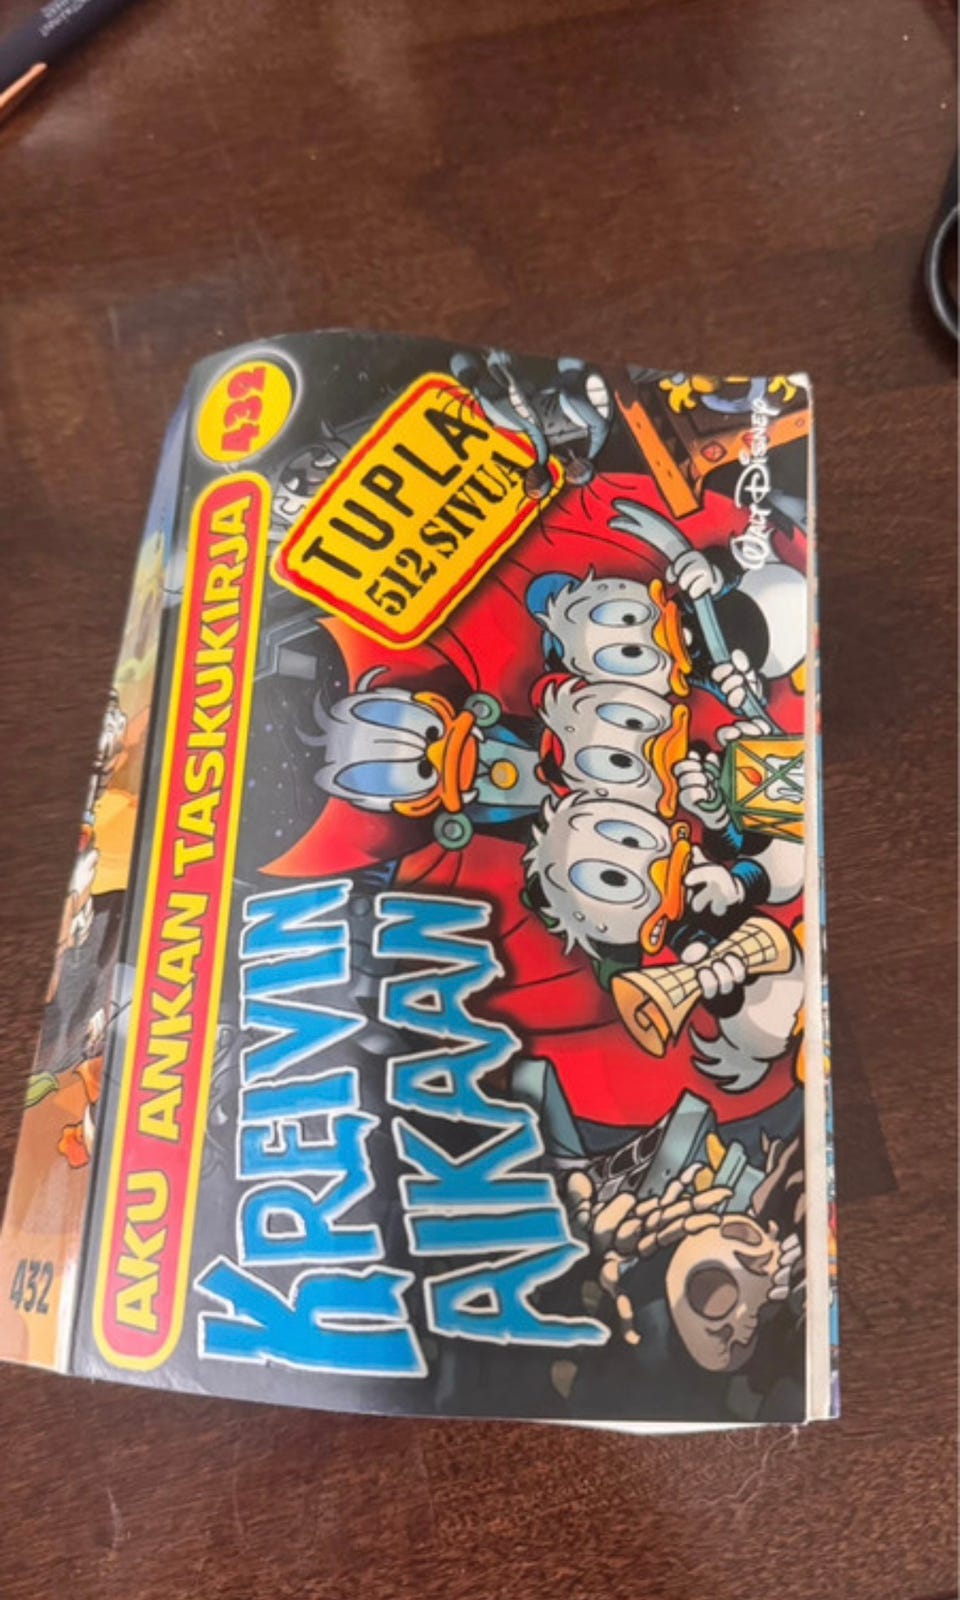 AKU ANKAN TASKUKIRJA
432
KREIVIN
AIKAAN
TUPLA
512 SIVUA
WALT DISNEY
432